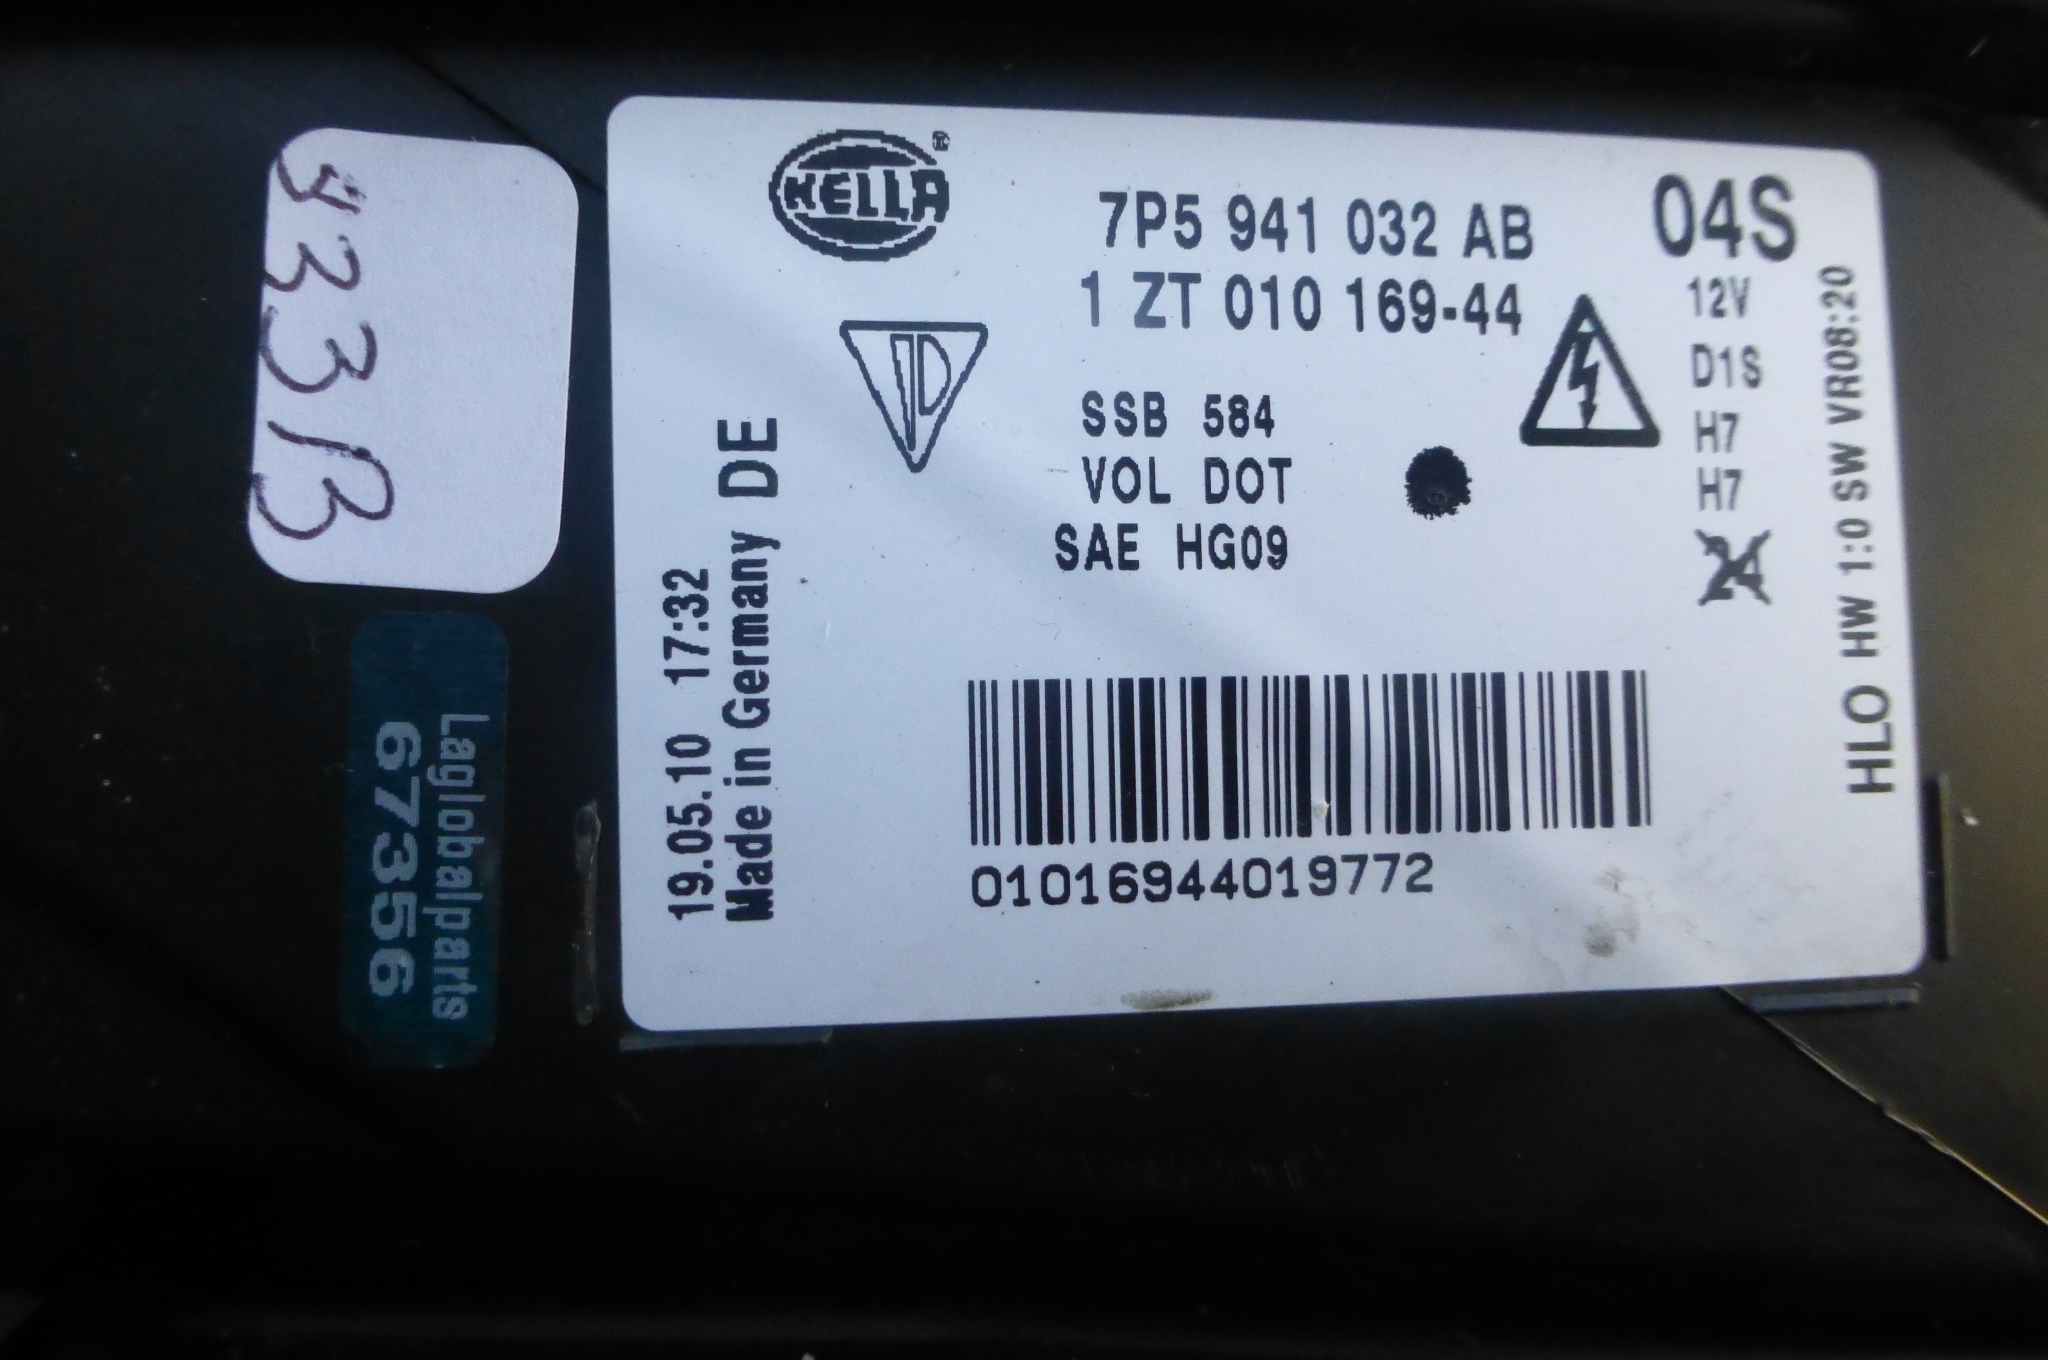 HELLA
7P5 941 032 AB
04S
1 ZT 010 169-44
12V
D1S
H7
H7
24
SSB 584
VOL DOT
SAE HG09
19.05.10 17:32
Made in Germany DE
HLO HW 1:0 SW VR08:20
01016944019772
Laglobalparts
67356